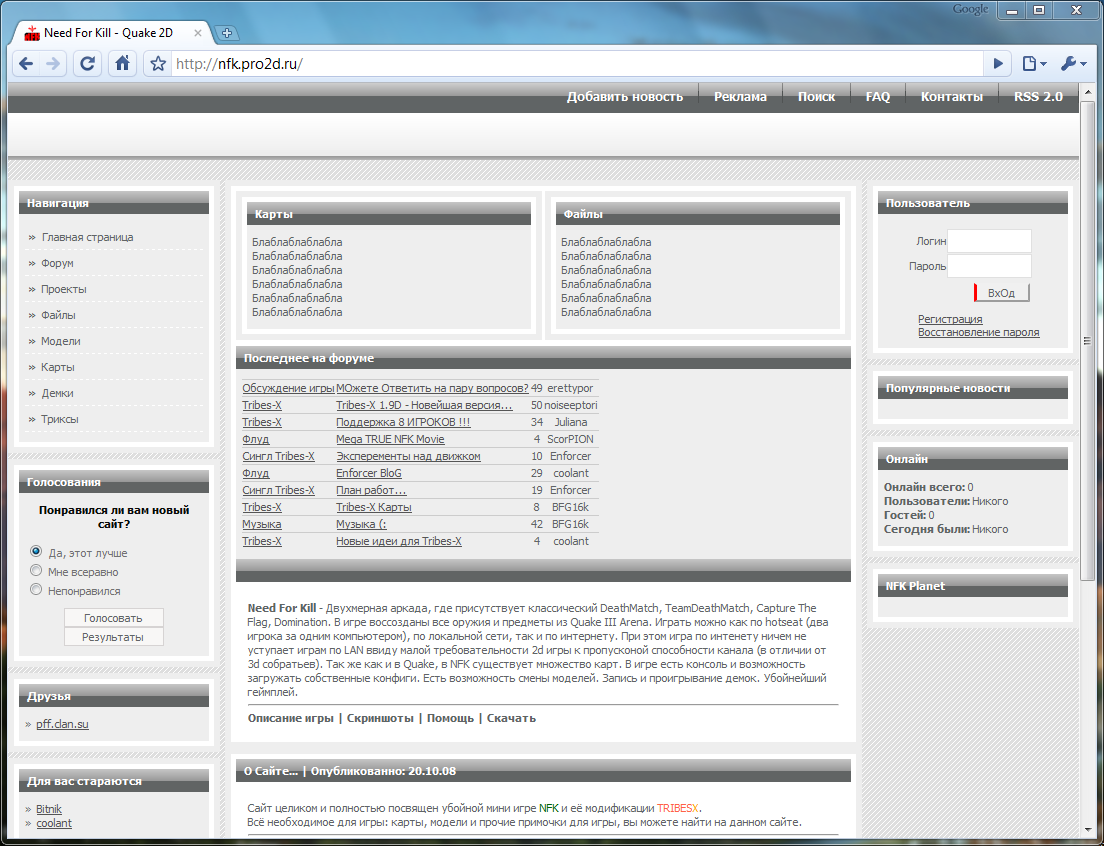 Google
Need For Kill - Quake 2D
http://nfk.pro2d.ru/
Добавить новость
Реклама
Поиск
FAQ
Контакты
RSS 2.0
Навигация
» Главная страница
» Форум
» Проекты
» Файлы
» Модели
» Карты
» Демки
» Триксы
Голосования
Понравился ли вам новый
сайт?
Да, этот лучше
Мне всеравно
Непонравился
Голосовать
Результаты
Друзья
» pff.clan.su
Для вас стараются
» Bitnik
» coolant
Карты
Блаблаблаблабла
Блаблаблаблабла
Блаблаблаблабла
Блаблаблаблабла
Блаблаблаблабла
Блаблаблаблабла
Файлы
Блаблаблаблабла
Блаблаблаблабла
Блаблаблаблабла
Блаблаблаблабла
Блаблаблаблабла
Блаблаблаблабла
Последнее на форуме
Обсуждение игры МОжете Ответить на пару вопросов? 49 erettypor
Tribes-X Tribes-X 1.9D - Новейшая версия... 50 noiseeptori
Tribes-X Поддержка 8 ИГРОКОВ !!! 34 Juliana
Флуд Mega TRUE NFK Movie 4 ScorPION
Сингл Tribes-X Эксперементы над движком 10 Enforcer
Флуд Enforcer BloG 29 coolant
Сингл Tribes-X План работ... 19 Enforcer
Tribes-X Tribes-X Карты 8 BFG16k
Музыка Музыка (: 42 BFG16k
Tribes-X Новые идеи для Tribes-X 4 coolant
Need For Kill - Двухмерная аркада, где присутствует классический DeathMatch, TeamDeathMatch, Capture The
Flag, Domination. В игре воссозданы все оружия и предметы из Quake III Arena. Играть можно как по hotseat (два
игрока за одним компьютером), по локальной сети, так и по интернету. При этом игра по интенету ничем не
уступает играм по LAN ввиду малой требовательности 2d игры к пропусконой способности канала (в отличии от
3d собратьев). Так же как и в Quake, в NFK существует множество карт. В игре есть консоль и возможность
загружать собственные конфиги. Есть возможность смены моделей. Запись и проигрывание демок. Убойнейший
геймплей.
Описание игры | Скриншоты | Помощь | Скачать
О Сайте... | Опубликованно: 20.10.08
Сайт целиком и полностью посвящен убойной мини игре NFK и её модификации TRIBESX.
Всё необходимое для игры: карты, модели и прочие примочки для игры, вы можете найти на данном сайте.
Пользователь
Логин
Пароль
ВхОд
Регистрация
Восстановление пароля
Популярные новости
Онлайн
Онлайн всего: 0
Пользователи: Никого
Гостей: 0
Сегодня были: Никого
NFK Planet